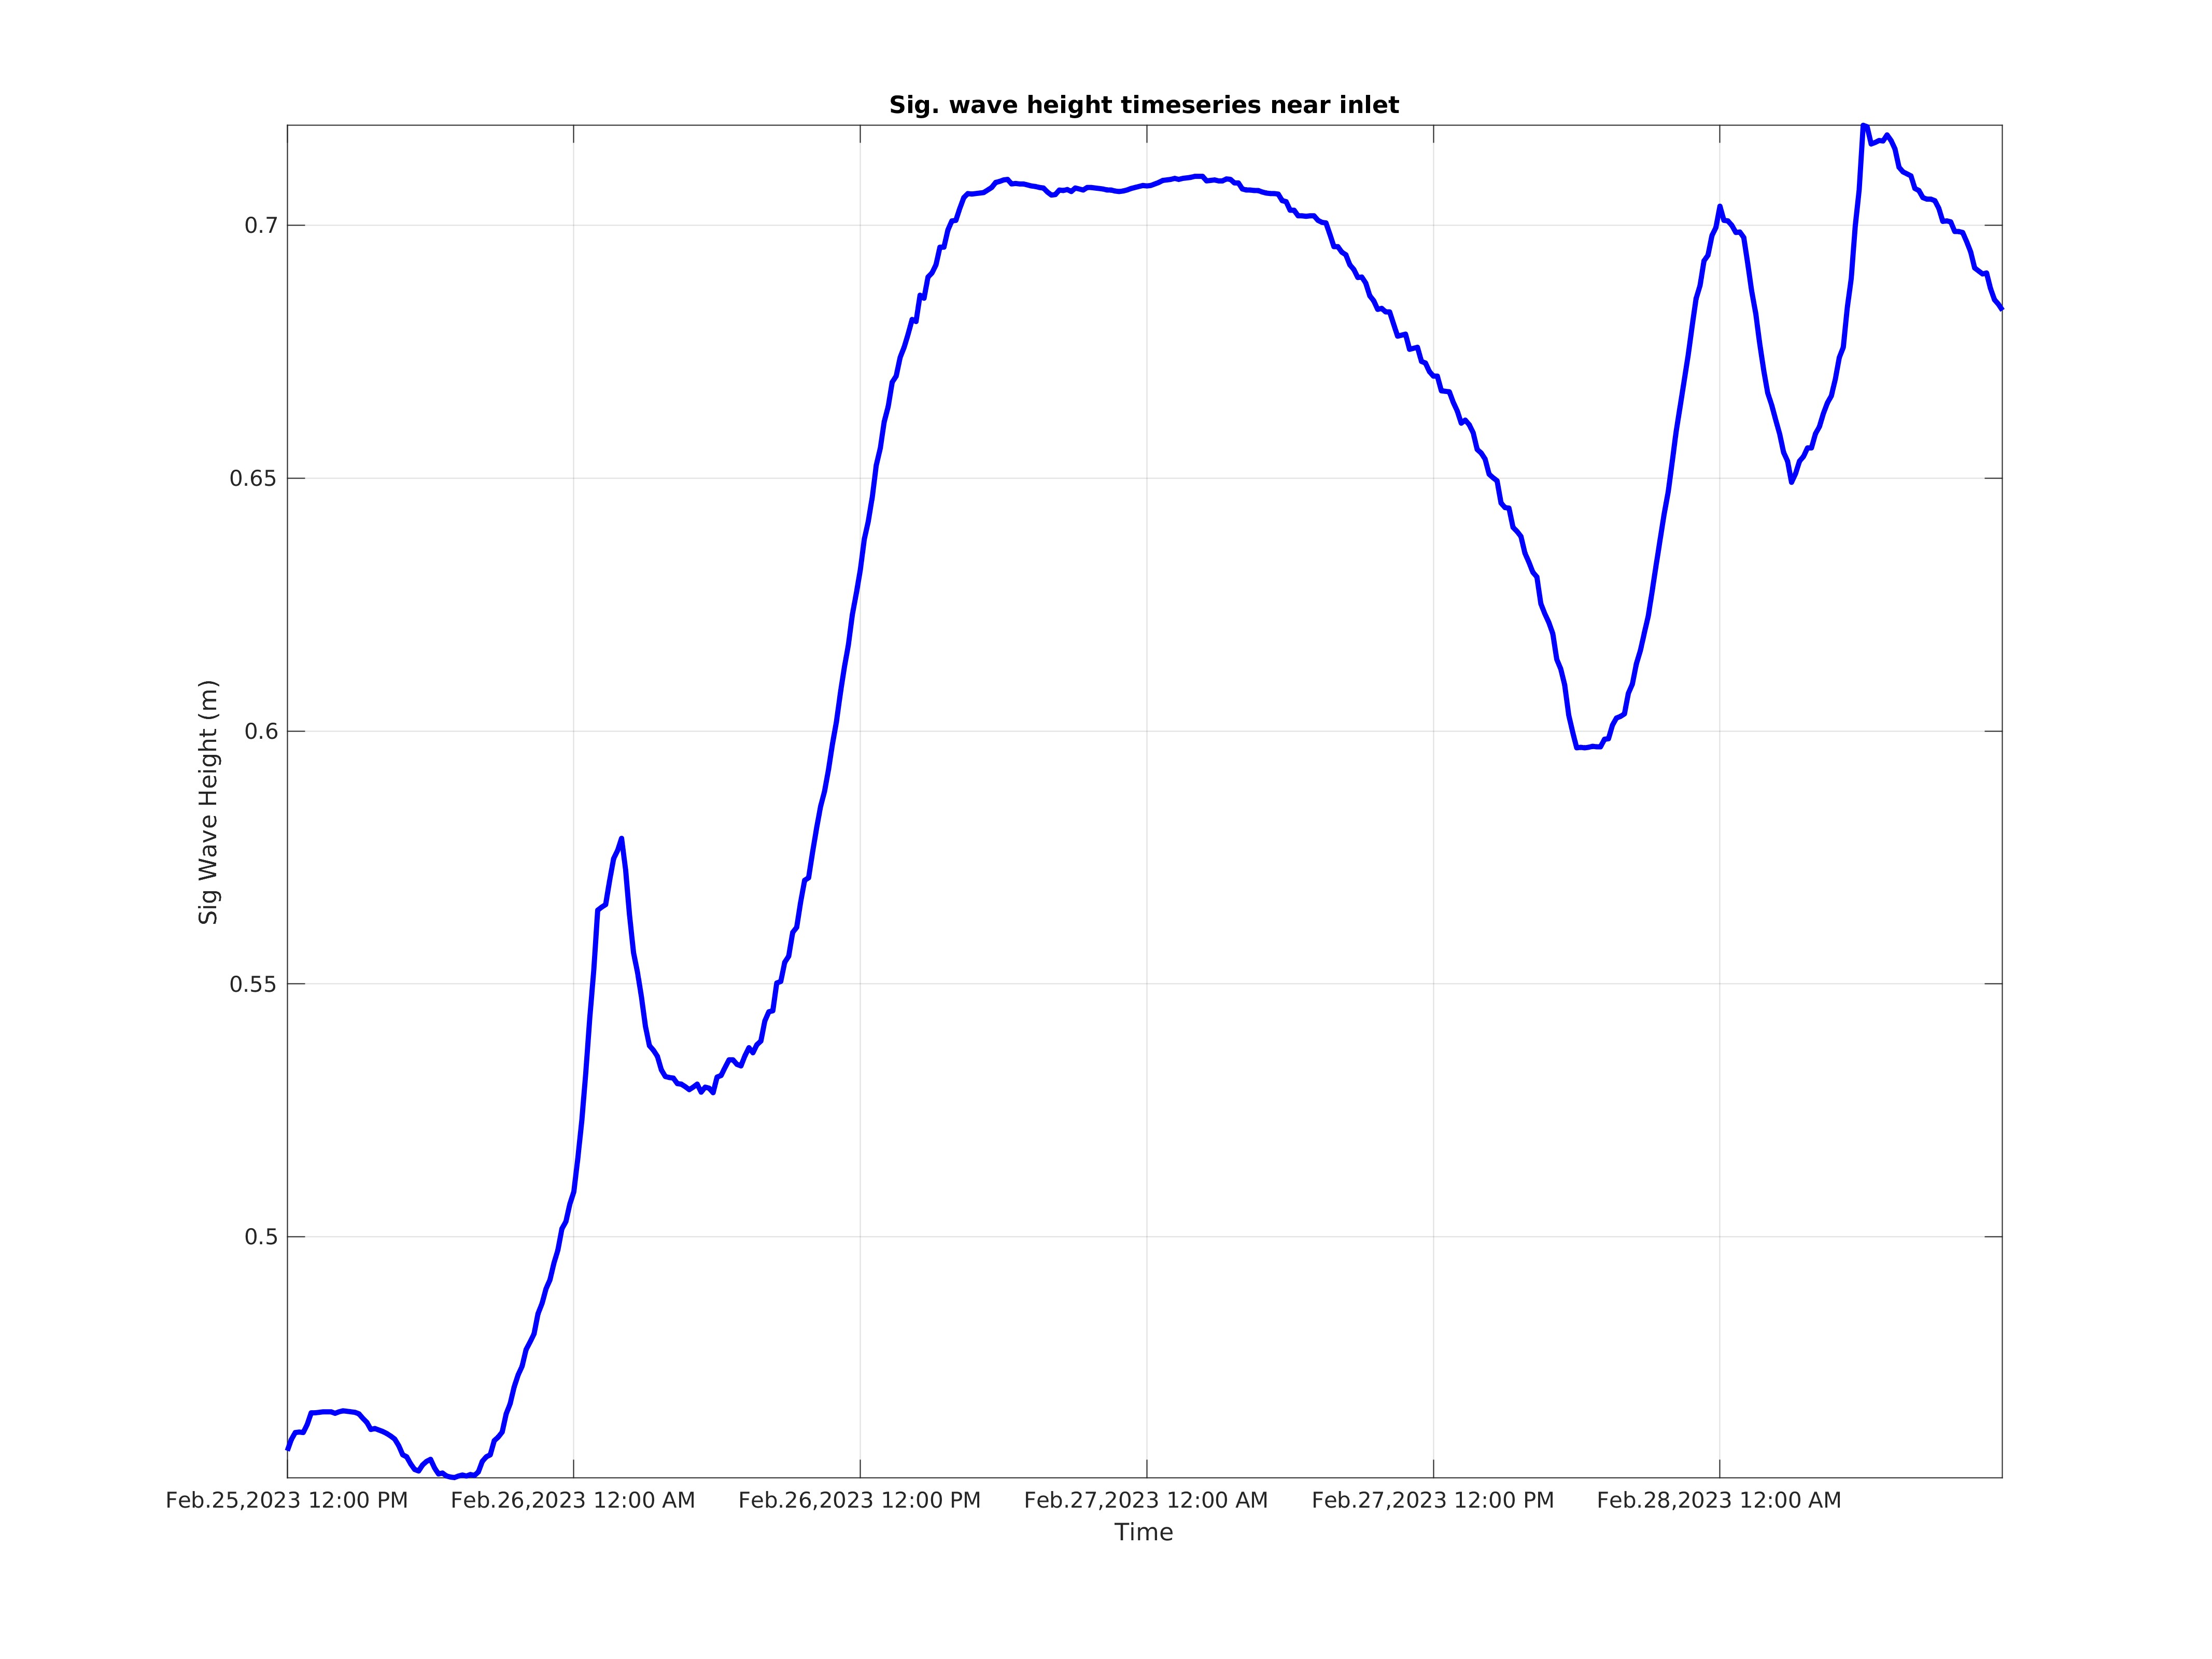 Sig. wave height timeseries near inlet
0.7
0.65
0.6
0.55
0.5
Sig Wave Height (m)
Feb.25,2023 12:00 PM
Feb.26,2023 12:00 AM
Feb.26,2023 12:00 PM
Feb.27,2023 12:00 AM
Feb.27,2023 12:00 PM
Feb.28,2023 12:00 AM
Time